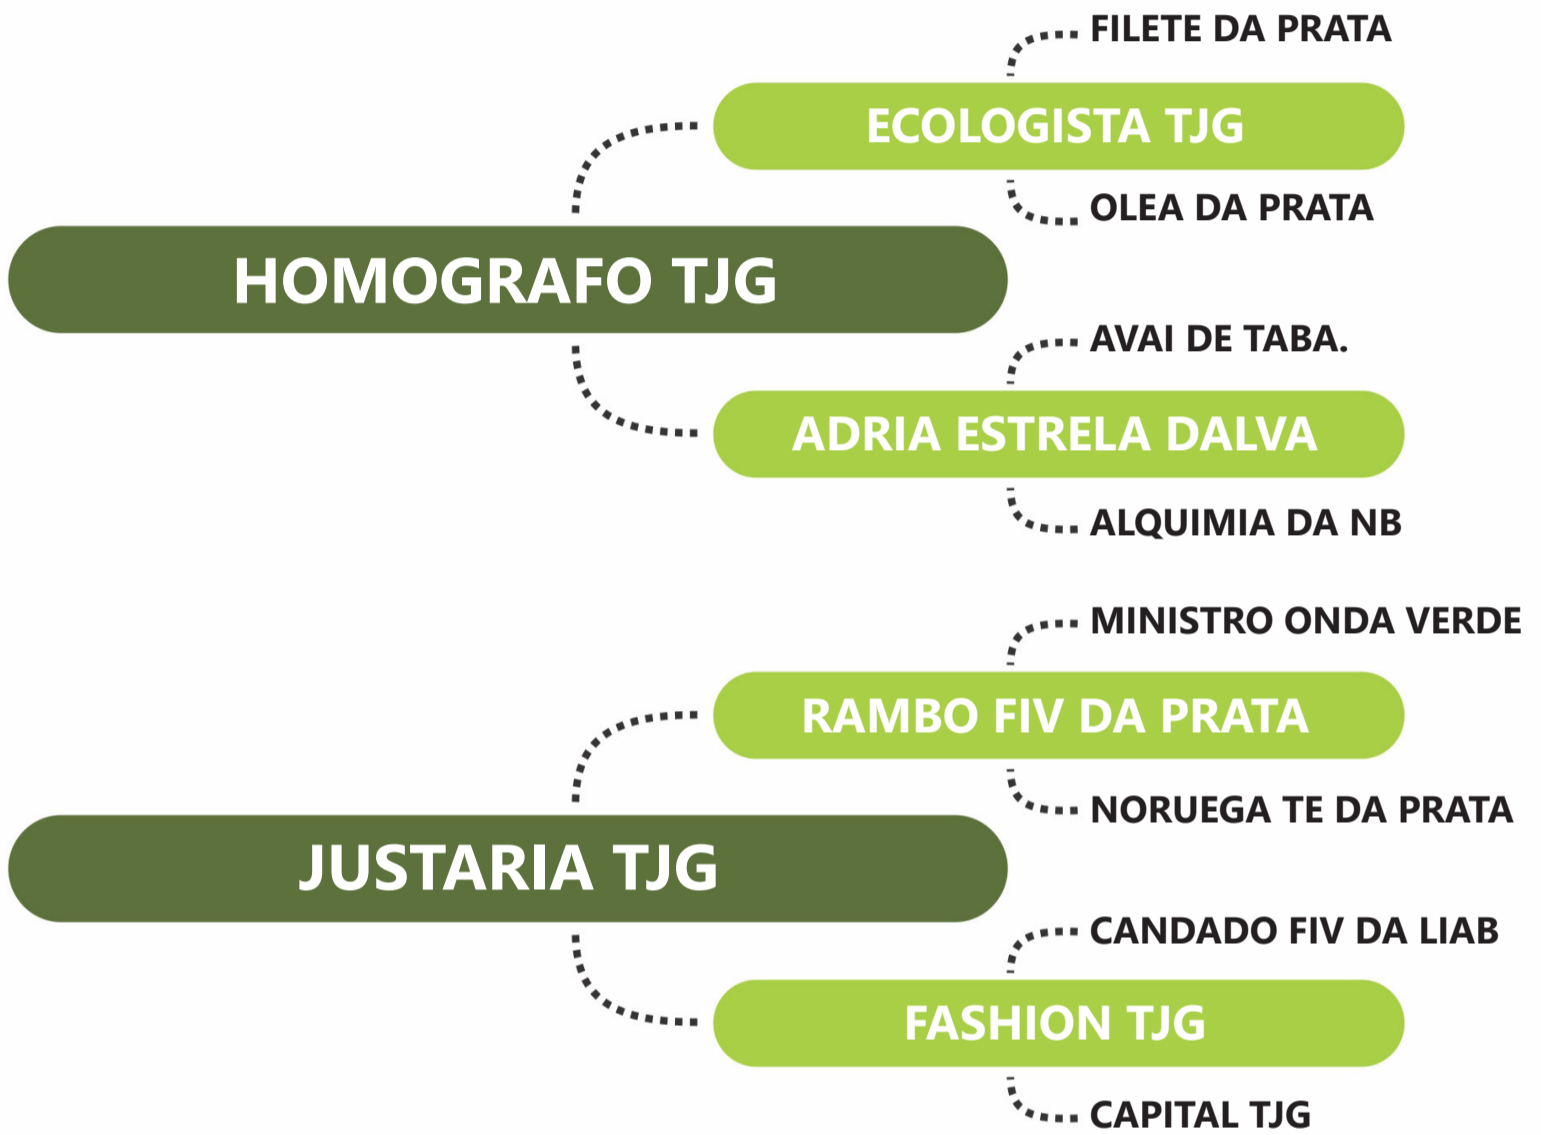 FILETE DA PRATA
ECOLOGISTA TJG
OLEA DA PRATA
HOMOGRAFO TJG
AVAI DE TABA.
ADRIA ESTRELA DALVA
ALQUIMIA DA NB
MINISTRO ONDA VERDE
RAMBO FIV DA PRATA
NORUEGA TE DA PRATA
JUSTARIA TJG
CANDADO FIV DA LIAB
FASHION TJG
CAPITAL TJG